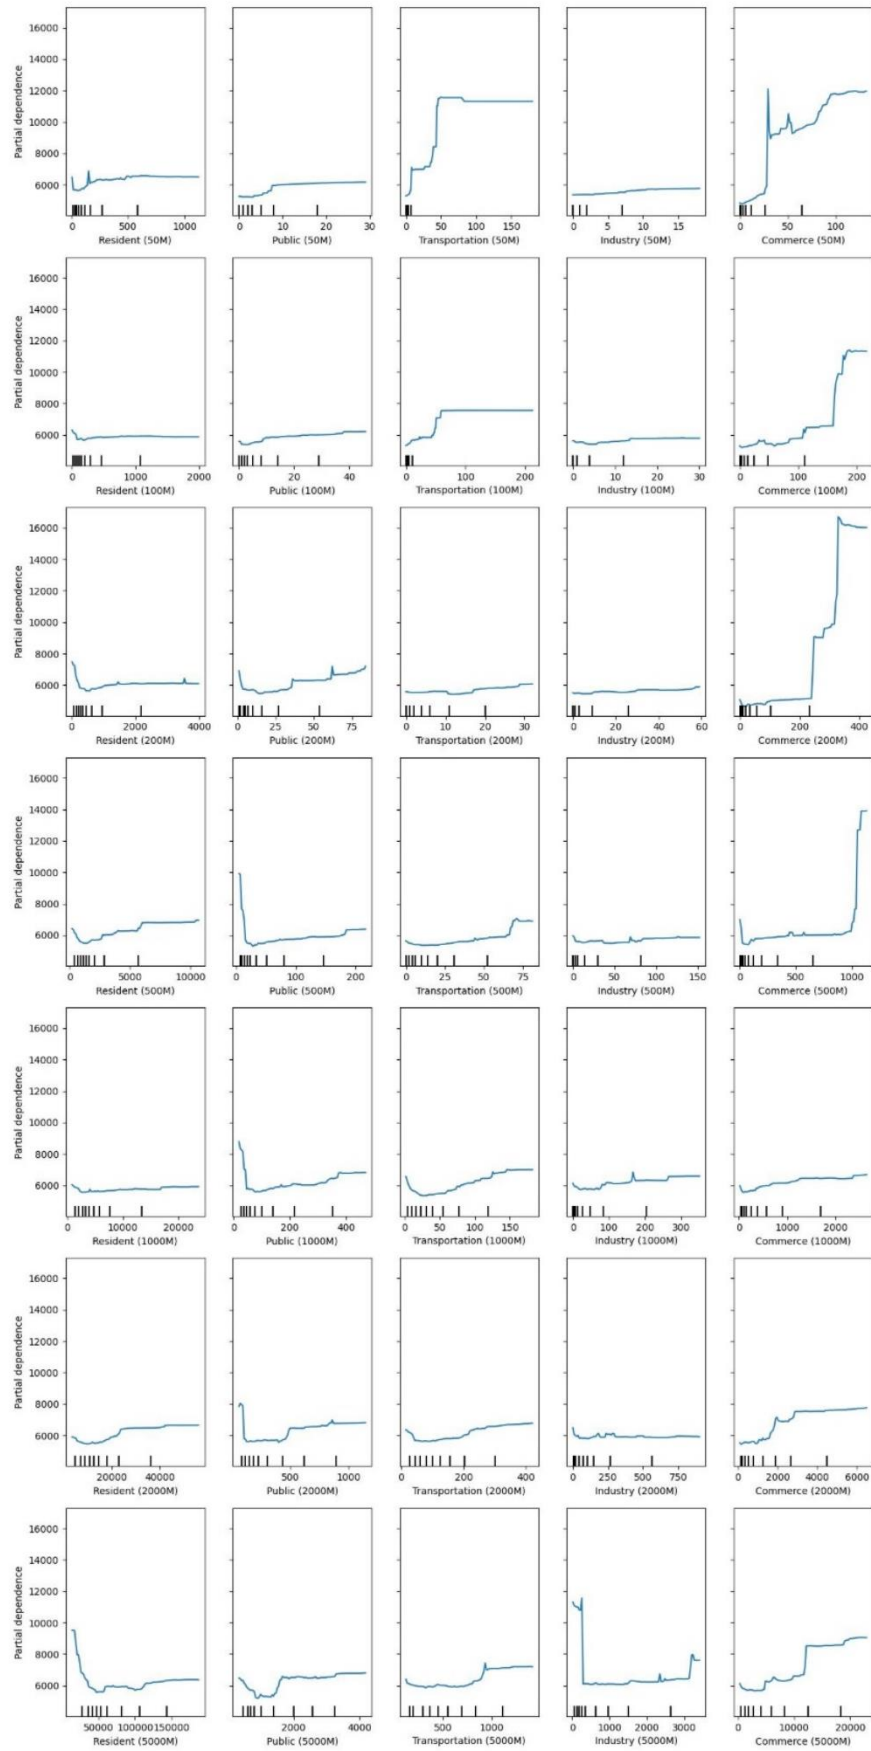 Partial dependence
16000
14000
12000
10000
8000
6000
0 500 1000
Resident (50M)
0 10 20 30
Public (50M)
0 50 100 150
Transportation (50M)
0 5 10 15
Industry (50M)
0 50 100
Commerce (50M)
Partial dependence
16000
14000
12000
10000
8000
6000
0 1000 2000
Resident (100M)
0 20 40
Public (100M)
0 100 200
Transportation (100M)
0 10 20 30
Industry (100M)
0 100 200
Commerce (100M)
Partial dependence
16000
14000
12000
10000
8000
6000
0 2000 4000
Resident (200M)
0 25 50 75
Public (200M)
0 10 20 30
Transportation (200M)
0 20 40 60
Industry (200M)
0 200 400
Commerce (200M)
Partial dependence
16000
14000
12000
10000
8000
6000
0 5000 10000
Resident (500M)
0 100 200
Public (500M)
0 25 50 75
Transportation (500M)
0 50 100 150
Industry (500M)
0 500 1000
Commerce (500M)
Partial dependence
16000
14000
12000
10000
8000
6000
0 10000 20000
Resident (1000M)
0 200 400
Public (1000M)
0 50 100 150
Transportation (1000M)
0 100 200 300
Industry (1000M)
0 1000 2000
Commerce (1000M)
Partial dependence
16000
14000
12000
10000
8000
6000
20000 40000
Resident (2000M)
500 1000
Public (2000M)
0 200 400
Transportation (2000M)
0 250 500 750
Industry (2000M)
0 2000 4000 6000
Commerce (2000M)
Partial dependence
16000
14000
12000
10000
8000
6000
50000 100000 150000
Resident (5000M)
0 2000 4000
Public (5000M)
500 1000
Transportation (5000M)
0 1000 2000 3000
Industry (5000M)
0 10000 20000
Commerce (5000M)